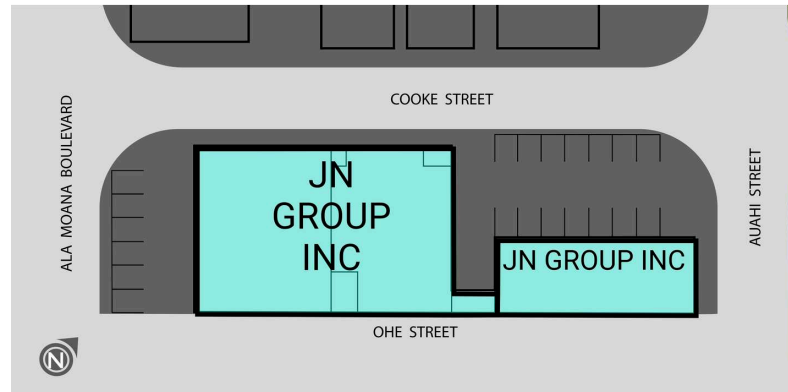 COOKE STREET
ALA MOANA BOULEVARD
JN
GROUP
INC
JN GROUP INC
AUAHI STREET
OHE STREET
N